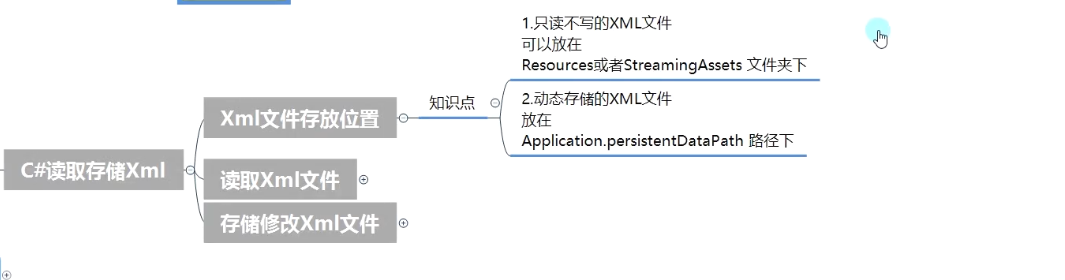 1.只读不写的XML文件
可以放在
Resources或者StreamingAssets 文件夹下
知识点
2.动态存储的XML文件
放在
Application.persistentDataPath 路径下
Xml文件存放位置
C#读取存储Xml
读取Xml文件
存储修改Xml文件